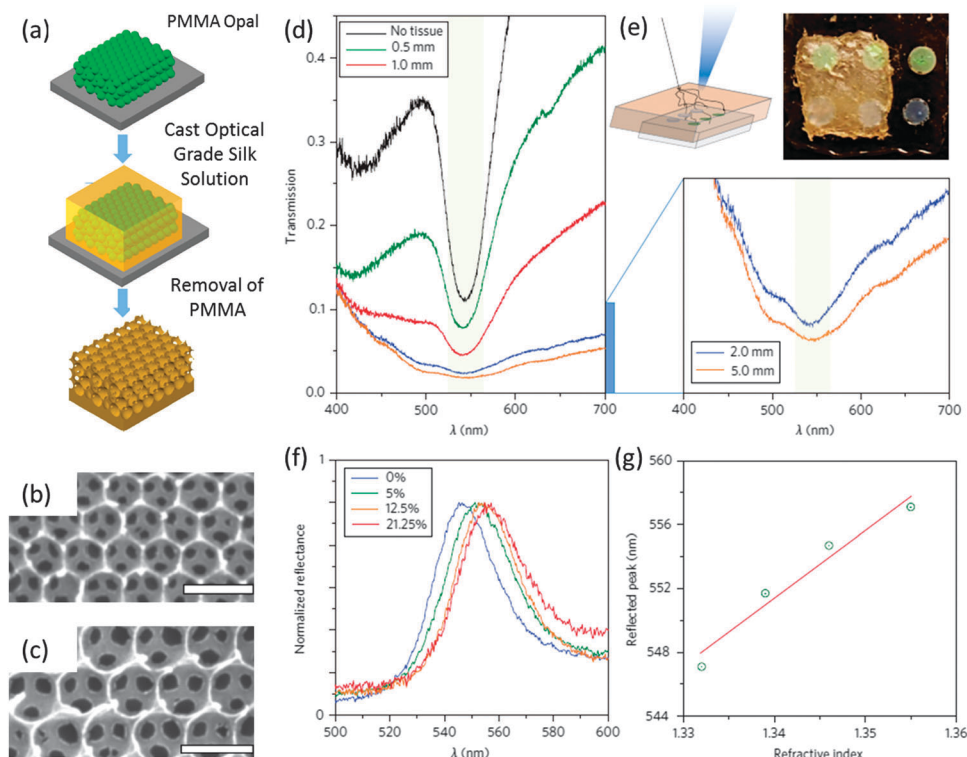 (a)
PMMA Opal
Cast Optical
Grade Silk
Solution
Removal of
PMMA
(b)
(c)
(d)
No tissue
0.5 mm
1.0 mm
Transmission
0.4
0.3
0.2
0.1
0.0
400
500
600
700
λ (nm)
(e)
2.0 mm
5.0 mm
400
500
600
700
λ (nm)
(f)
0%
5%
12.5%
21.25%
Normalized reflectance
1
0
500
520
540
560
580
600
λ (nm)
(g)
Reflected peak (nm)
560
556
552
548
544
1.33
1.34
1.35
1.36
Refractive index